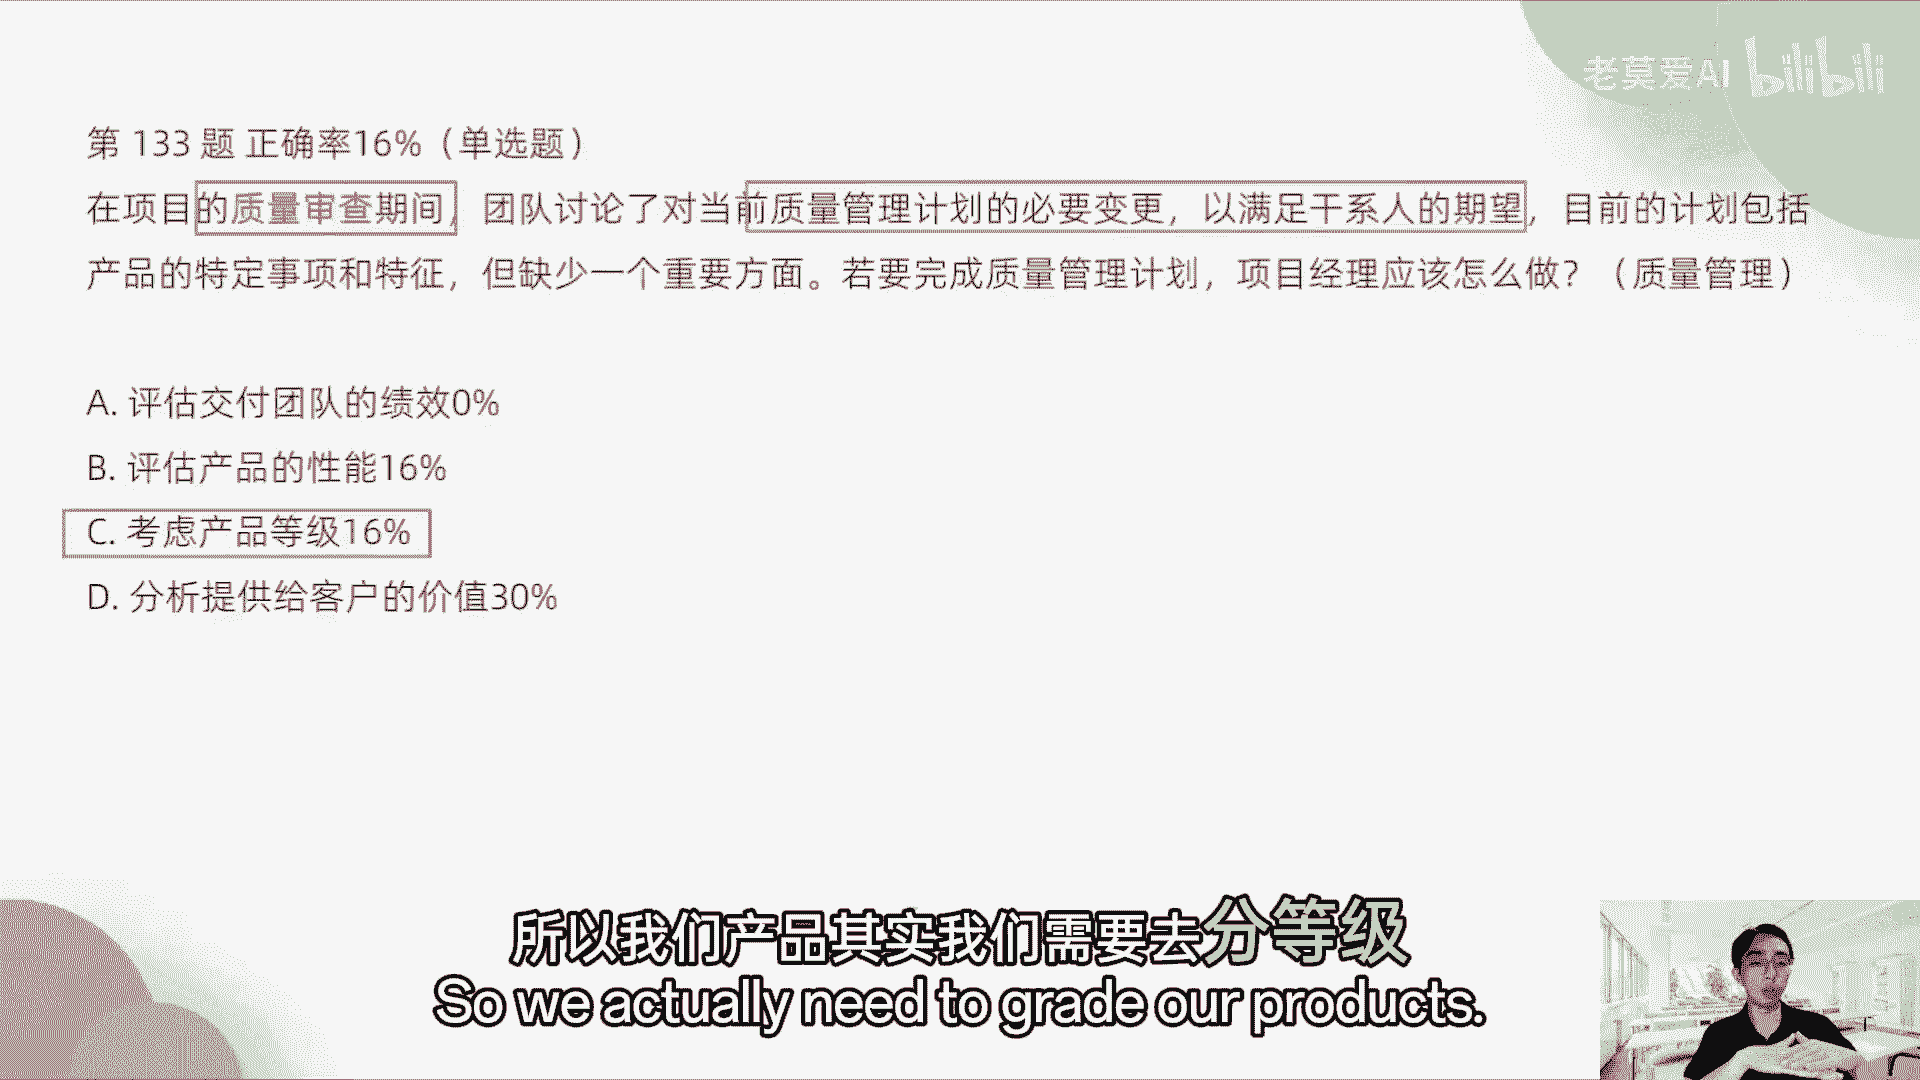 老莫爱AI bilibili
第 133 题 正确率16%（单选题）
在项目的质量审查期间，团队讨论了对当前质量管理计划的必要变更，以满足干系人的期望，目前的计划包括
产品的特定事项和特征，但缺少一个重要方面。若要完成质量管理计划，项目经理应该怎么做？（质量管理）
A. 评估交付团队的绩效0%
B. 评估产品的性能16%
C. 考虑产品等级16%
D. 分析提供给客户的价值30%
所以我们产品其实我们需要去分等级
So we actually need to grade our products.